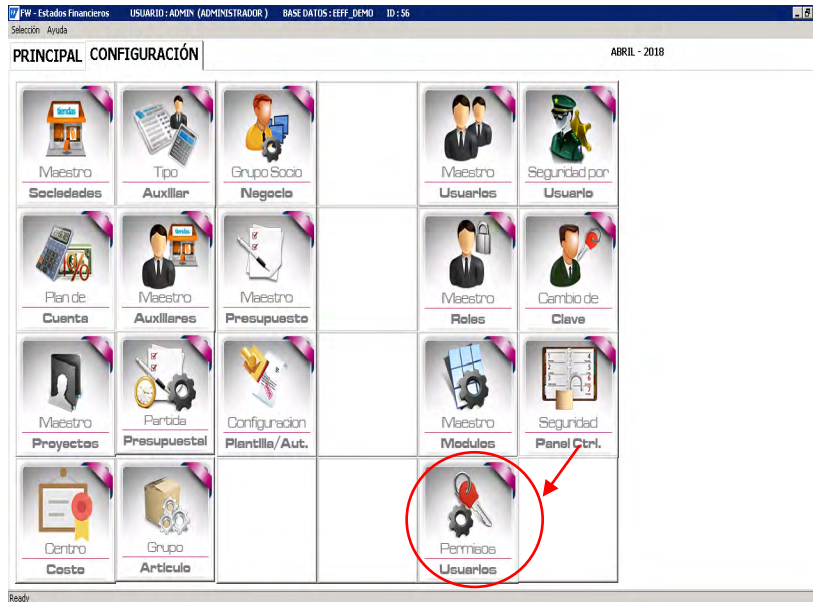 FW - Estados Financieros USUARIO : ADMIN (ADMINISTRADOR ) BASE DATOS : EEFF_DEMO ID : 56
Selección Ayuda
PRINCIPAL CONFIGURACIÓN ABRIL - 2018
tiendas
Maestro
Sociedades
Tipo
Auxiliar
Grupo Socio
Negocio
Maestro
Usuarios
Seguridad por
Usuario
Plan de
Cuenta
tiendas
Maestro
Auxiliares
Maestro
Presupuesto
Maestro
Roles
Cambio de
Clave
Maestro
Proyectos
Partida
Presupuestal
Configuracion
Plantilla/Aut.
Maestro
Modulos
Seguridad
Panel Ctrl.
Centro
Costo
Grupo
Articulo
Permisos
Usuarios
Ready